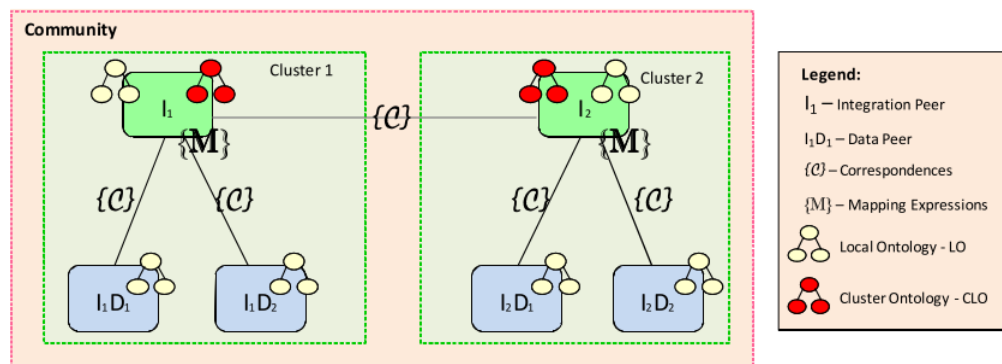 Community
Cluster 1
Cluster 2
I₁
I₂
{𝒞}
{M}
{M}
{𝒞}
{𝒞}
{𝒞}
{𝒞}
I₁D₁
I₁D₂
I₂D₁
I₂D₂
Legend:
I₁ – Integration Peer
I₁D₁ – Data Peer
{𝒞} – Correspondences
{M} – Mapping Expressions
Local Ontology - LO
Cluster Ontology - CLO